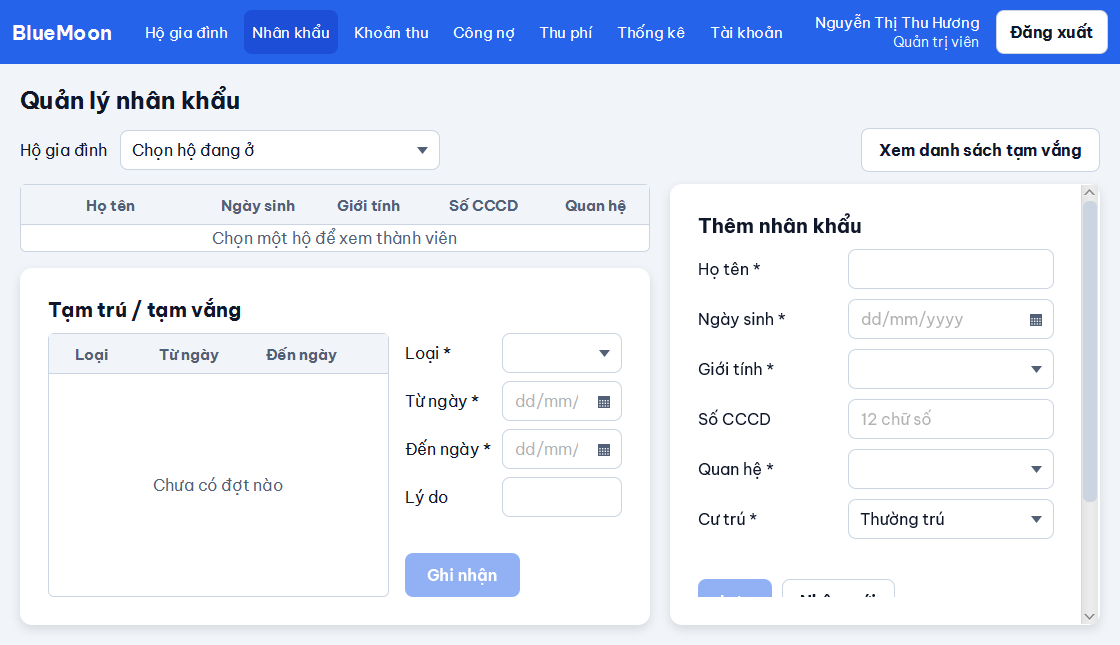 BlueMoon
Hộ gia đình
Nhân khẩu
Khoản thu
Công nợ
Thu phí
Thống kê
Tài khoản
Nguyễn Thị Thu Hương
Quản trị viên
Đăng xuất
Quản lý nhân khẩu
Hộ gia đình
Chọn hộ đang ở
Xem danh sách tạm vắng
Họ tên Ngày sinh Giới tính Số CCCD Quan hệ
Chọn một hộ để xem thành viên
Tạm trú / tạm vắng
Loại Từ ngày Đến ngày
Chưa có đợt nào
Loại *
Từ ngày * dd/mm/
Đến ngày * dd/mm/
Lý do
Ghi nhận
Thêm nhân khẩu
Họ tên *
Ngày sinh * dd/mm/yyyy
Giới tính *
Số CCCD 12 chữ số
Quan hệ *
Cư trú * Thường trú